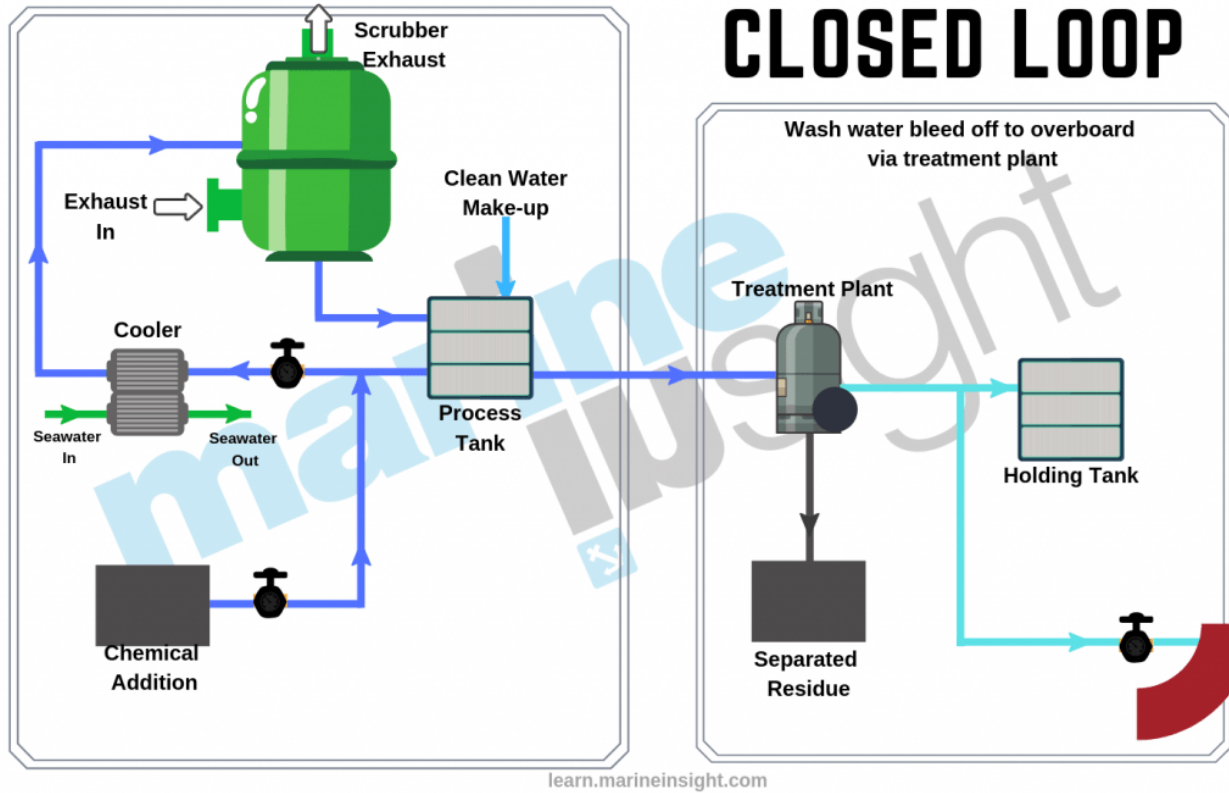 CLOSED LOOP
Scrubber
Exhaust
Exhaust
In
Clean Water
Make-up
Cooler
Seawater
In
Seawater
Out
Process
Tank
Chemical
Addition
Wash water bleed off to overboard
via treatment plant
Treatment Plant
Holding Tank
Separated
Residue
marine
insight
learn.marineinsight.com